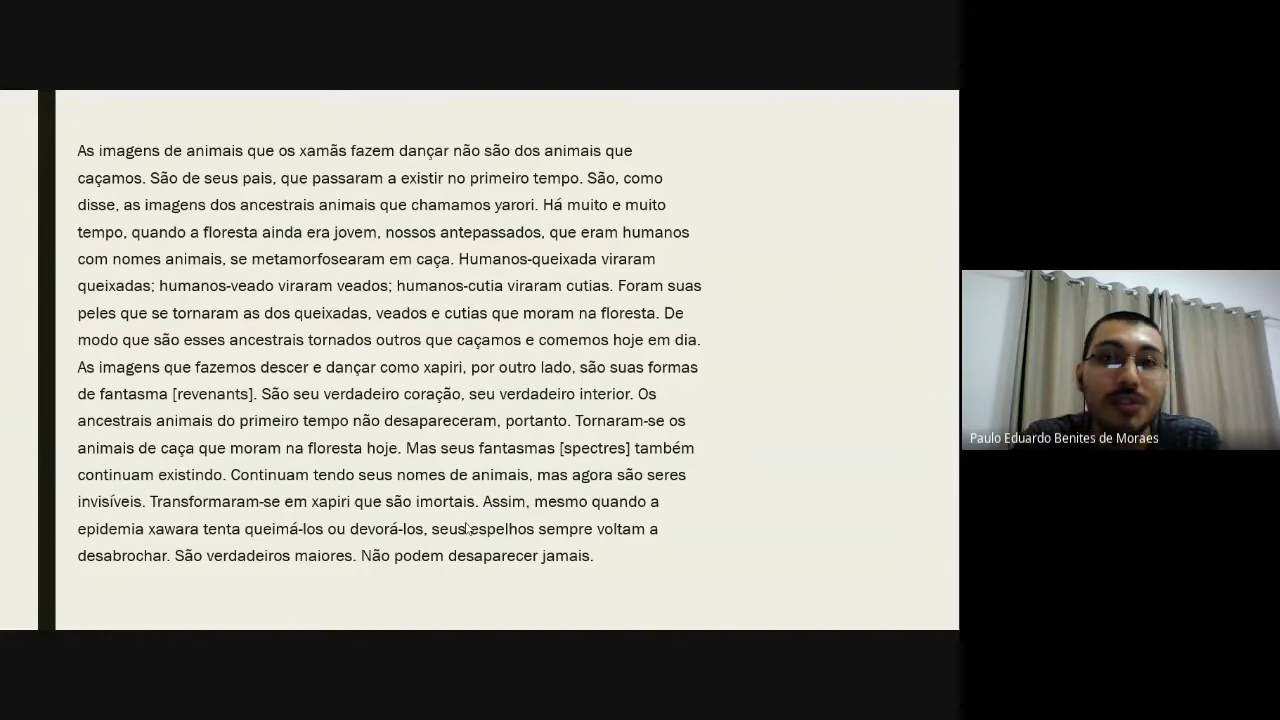 As imagens de animais que os xamãs fazem dançar não são dos animais que
caçamos. São de seus pais, que passaram a existir no primeiro tempo. São, como
disse, as imagens dos ancestrais animais que chamamos yarori. Há muito e muito
tempo, quando a floresta ainda era jovem, nossos antepassados, que eram humanos
com nomes animais, se metamorfosearam em caça. Humanos-queixada viraram
queixadas; humanos-veado viraram veados; humanos-cutia viraram cutias. Foram suas
peles que se tornaram as dos queixadas, veados e cutias que moram na floresta. De
modo que são esses ancestrais tornados outros que caçamos e comemos hoje em dia.
As imagens que fazemos descer e dançar como xapiri, por outro lado, são suas formas
de fantasma [revenants]. São seu verdadeiro coração, seu verdadeiro interior. Os
ancestrais animais do primeiro tempo não desapareceram, portanto. Tornaram-se os
animais de caça que moram na floresta hoje. Mas seus fantasmas [spectres] também
continuam existindo. Continuam tendo seus nomes de animais, mas agora são seres
invisíveis. Transformaram-se em xapiri que são imortais. Assim, mesmo quando a
epidemia xawara tenta queimá-los ou devorá-los, seus espelhos sempre voltam a
desabrochar. São verdadeiros maiores. Não podem desaparecer jamais.
Paulo Eduardo Benites de Moraes